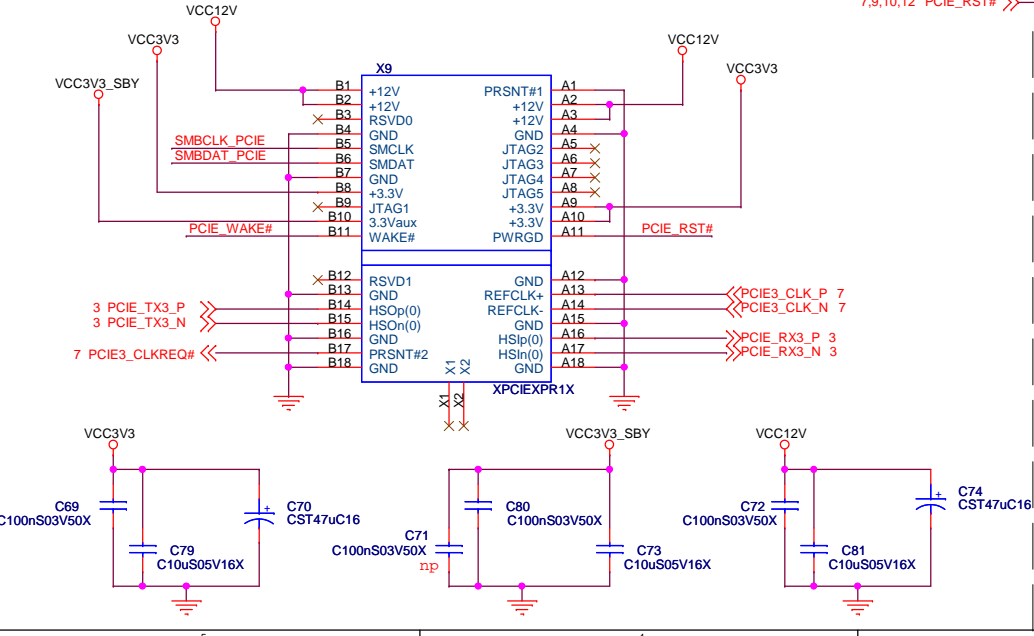 7,9,10,12 PCIE_RST#
VCC12V
VCC3V3
VCC3V3_SBY
VCC12V
VCC3V3
X9
B1 +12V PRSNT#1 A1
B2 +12V +12V A2
B3 RSVD0 +12V A3
B4 GND GND A4
SMBCLK_PCIE B5 SMCLK JTAG2 A5
SMBDAT_PCIE B6 SMDAT JTAG3 A6
B7 GND JTAG4 A7
B8 +3.3V JTAG5 A8
B9 JTAG1 +3.3V A9
B10 3.3Vaux +3.3V A10
PCIE_WAKE# B11 WAKE# PWRGD A11 PCIE_RST#
B12 RSVD1 GND A12
B13 GND REFCLK+ A13 PCIE3_CLK_P 7
3 PCIE_TX3_P B14 HSOp(0) REFCLK- A14 PCIE3_CLK_N 7
3 PCIE_TX3_N B15 HSOn(0) GND A15
B16 GND HSIp(0) A16 PCIE_RX3_P 3
7 PCIE3_CLKREQ# B17 PRSNT#2 HSIn(0) A17 PCIE_RX3_N 3
B18 GND GND A18
X1 X2
XPCIEXPR1X
X1 X2
VCC3V3
C69
C100nS03V50X
C79
C10uS05V16X
C70
CST47uC16
VCC3V3_SBY
C80
C100nS03V50X
C71
C100nS03V50X
np
C73
C10uS05V16X
VCC12V
C72
C100nS03V50X
C81
C10uS05V16X
C74
CST47uC16